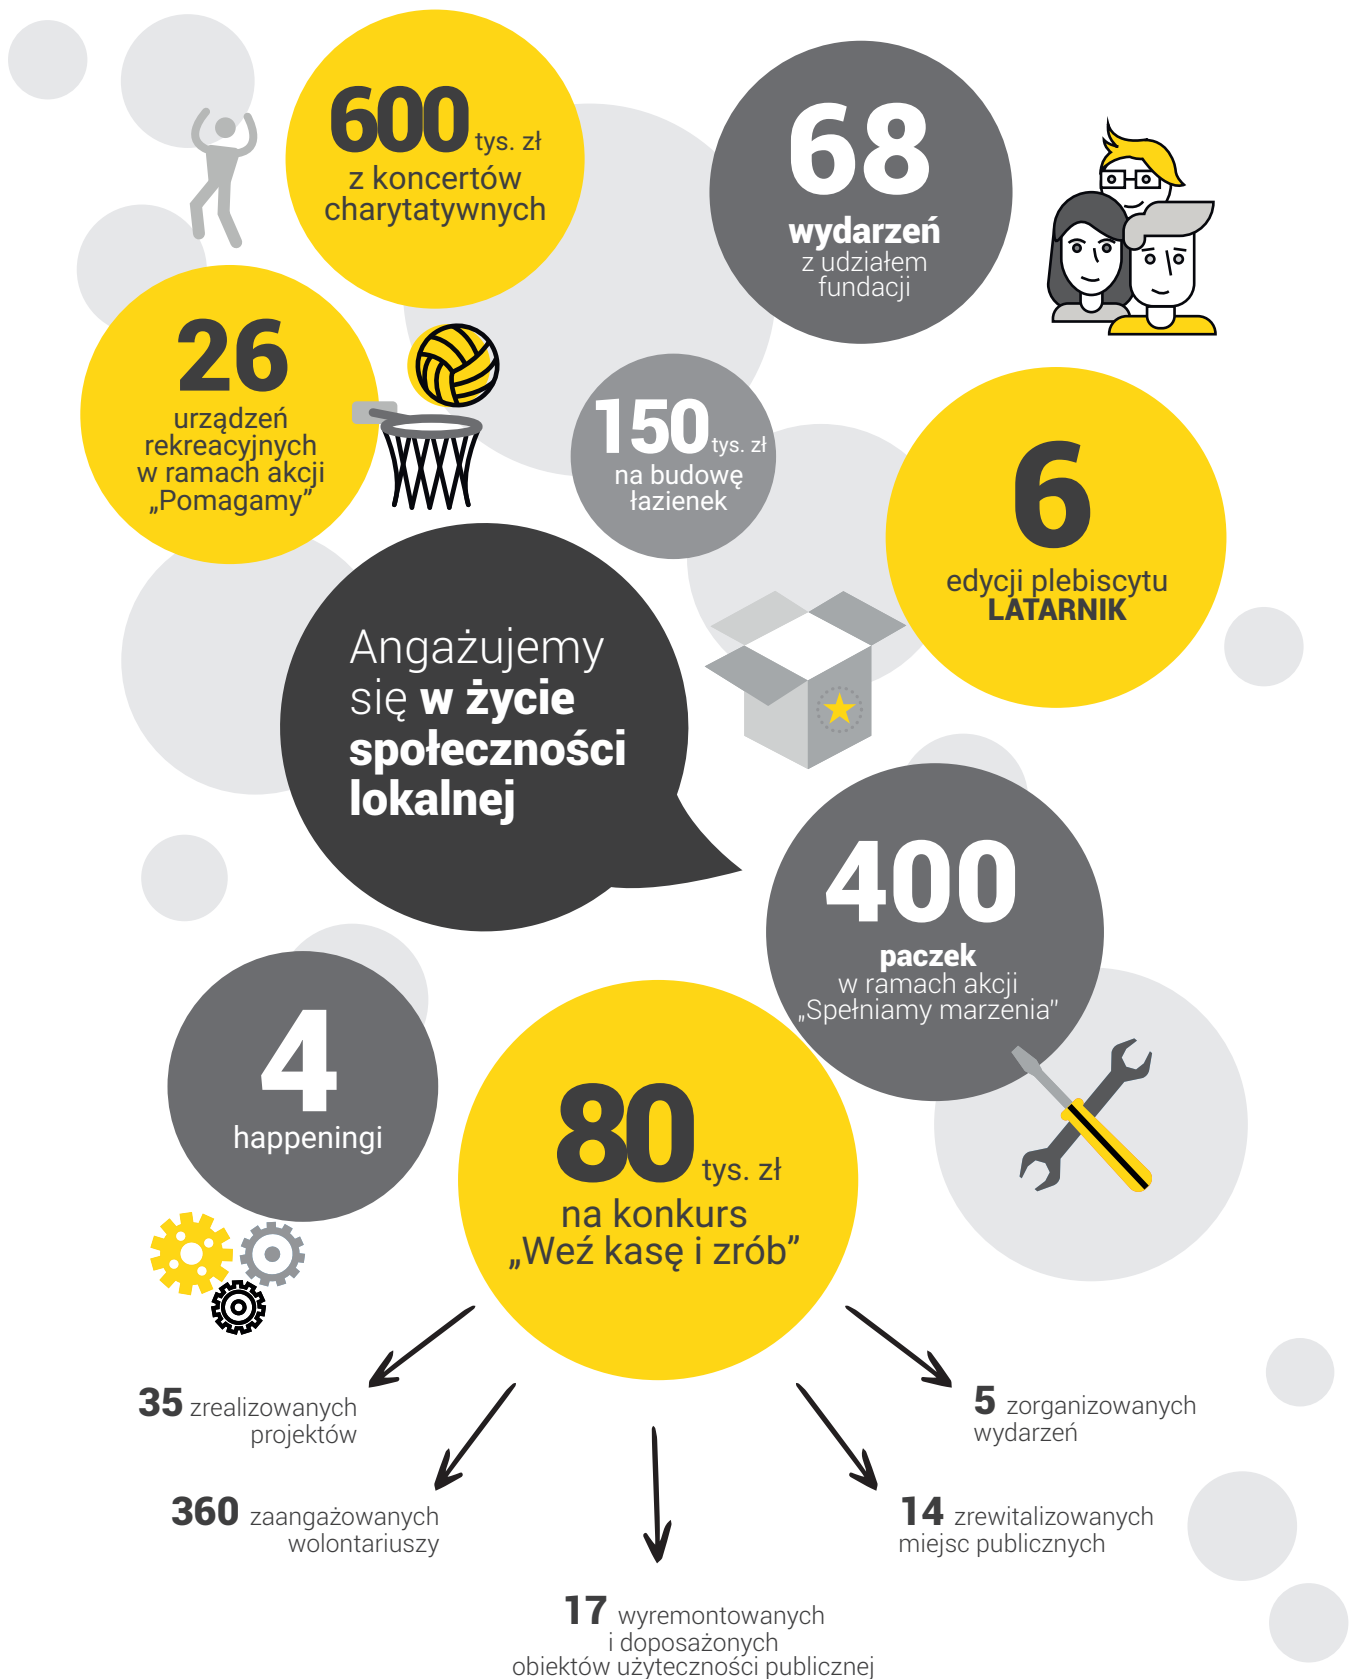 600 tys. zł
z koncertów
charytatywnych
68
wydarzeń
z udziałem
fundacji
26
urządzeń
rekreacyjnych
w ramach akcji
„Pomagamy”
150 tys. zł
na budowę
łazienek
6
edycji plebiscytu
LATARNIK
Angażujemy
się w życie
społeczności
lokalnej
400
paczek
w ramach akcji
„Spełniamy marzenia”
4
happeningi
80 tys. zł
na konkurs
„Weź kasę i zrób”
35 zrealizowanych
projektów
360 zaangażowanych
wolontariuszy
17 wyremontowanych
i doposażonych
obiektów użyteczności publicznej
14 zrewitalizowanych
miejsc publicznych
5 zorganizowanych
wydarzeń